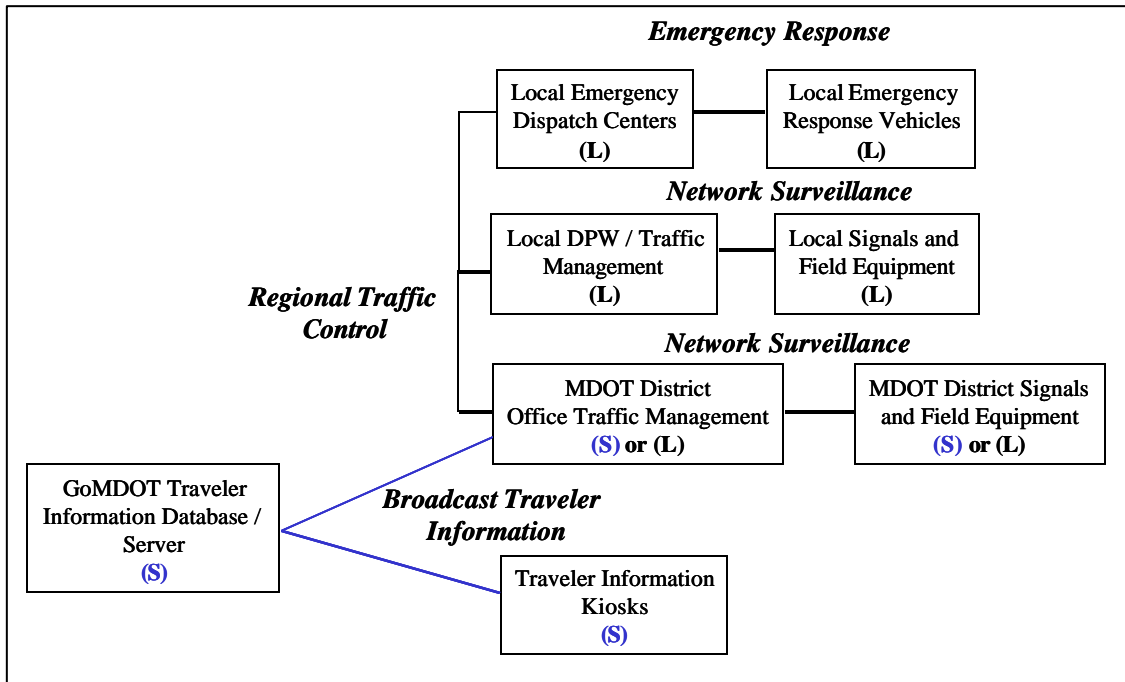 Emergency Response
Local Emergency
Dispatch Centers
(L)
Local Emergency
Response Vehicles
(L)
Network Surveillance
Local DPW / Traffic
Management
(L)
Local Signals and
Field Equipment
(L)
Regional Traffic
Control
Network Surveillance
MDOT District
Office Traffic Management
(S) or (L)
MDOT District Signals
and Field Equipment
(S) or (L)
GoMDOT Traveler
Information Database /
Server
(S)
Broadcast Traveler
Information
Traveler Information
Kiosks
(S)